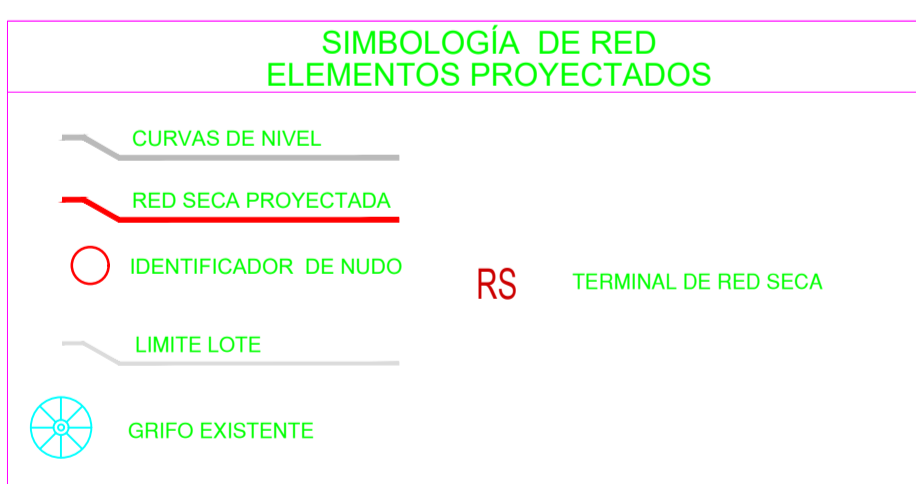 SIMBOLOGÍA DE RED
ELEMENTOS PROYECTADOS
CURVAS DE NIVEL
RED SECA PROYECTADA
IDENTIFICADOR DE NUDO
RS TERMINAL DE RED SECA
LIMITE LOTE
GRIFO EXISTENTE